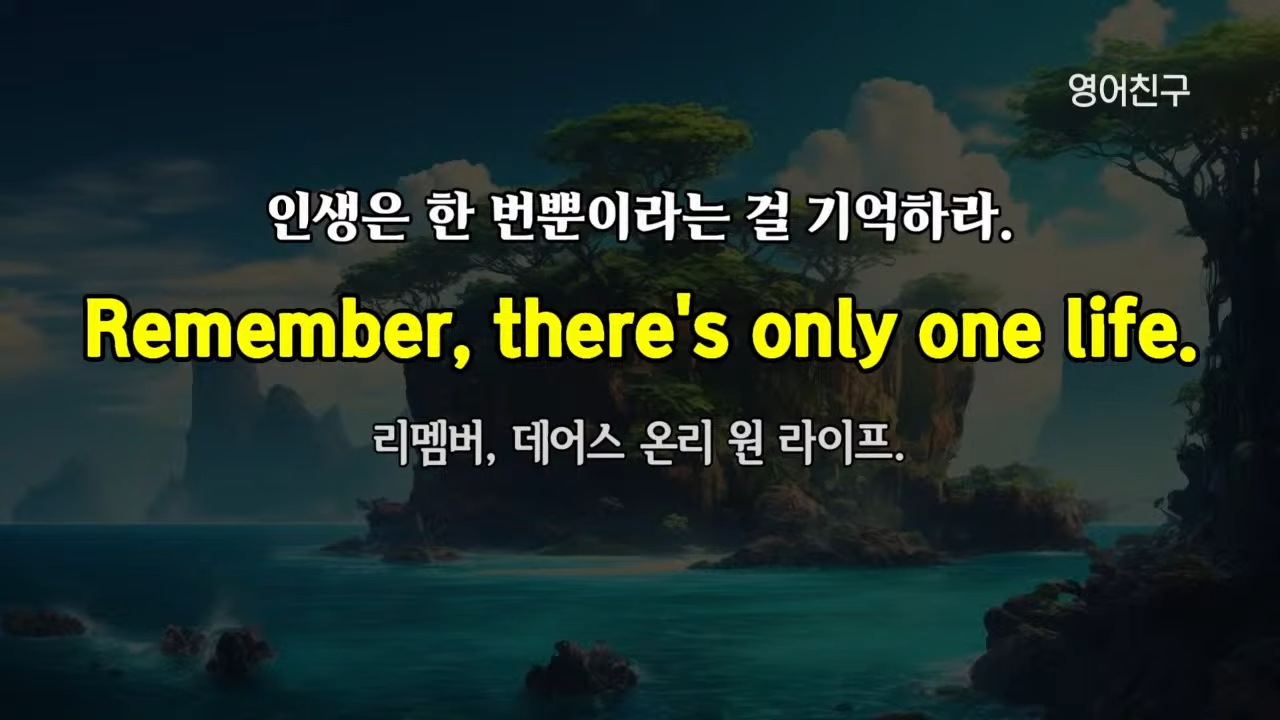 영어친구
인생은 한 번뿐이라는 걸 기억하라.
Remember, there's only one life.
리멤버, 데어스 온리 원 라이프.